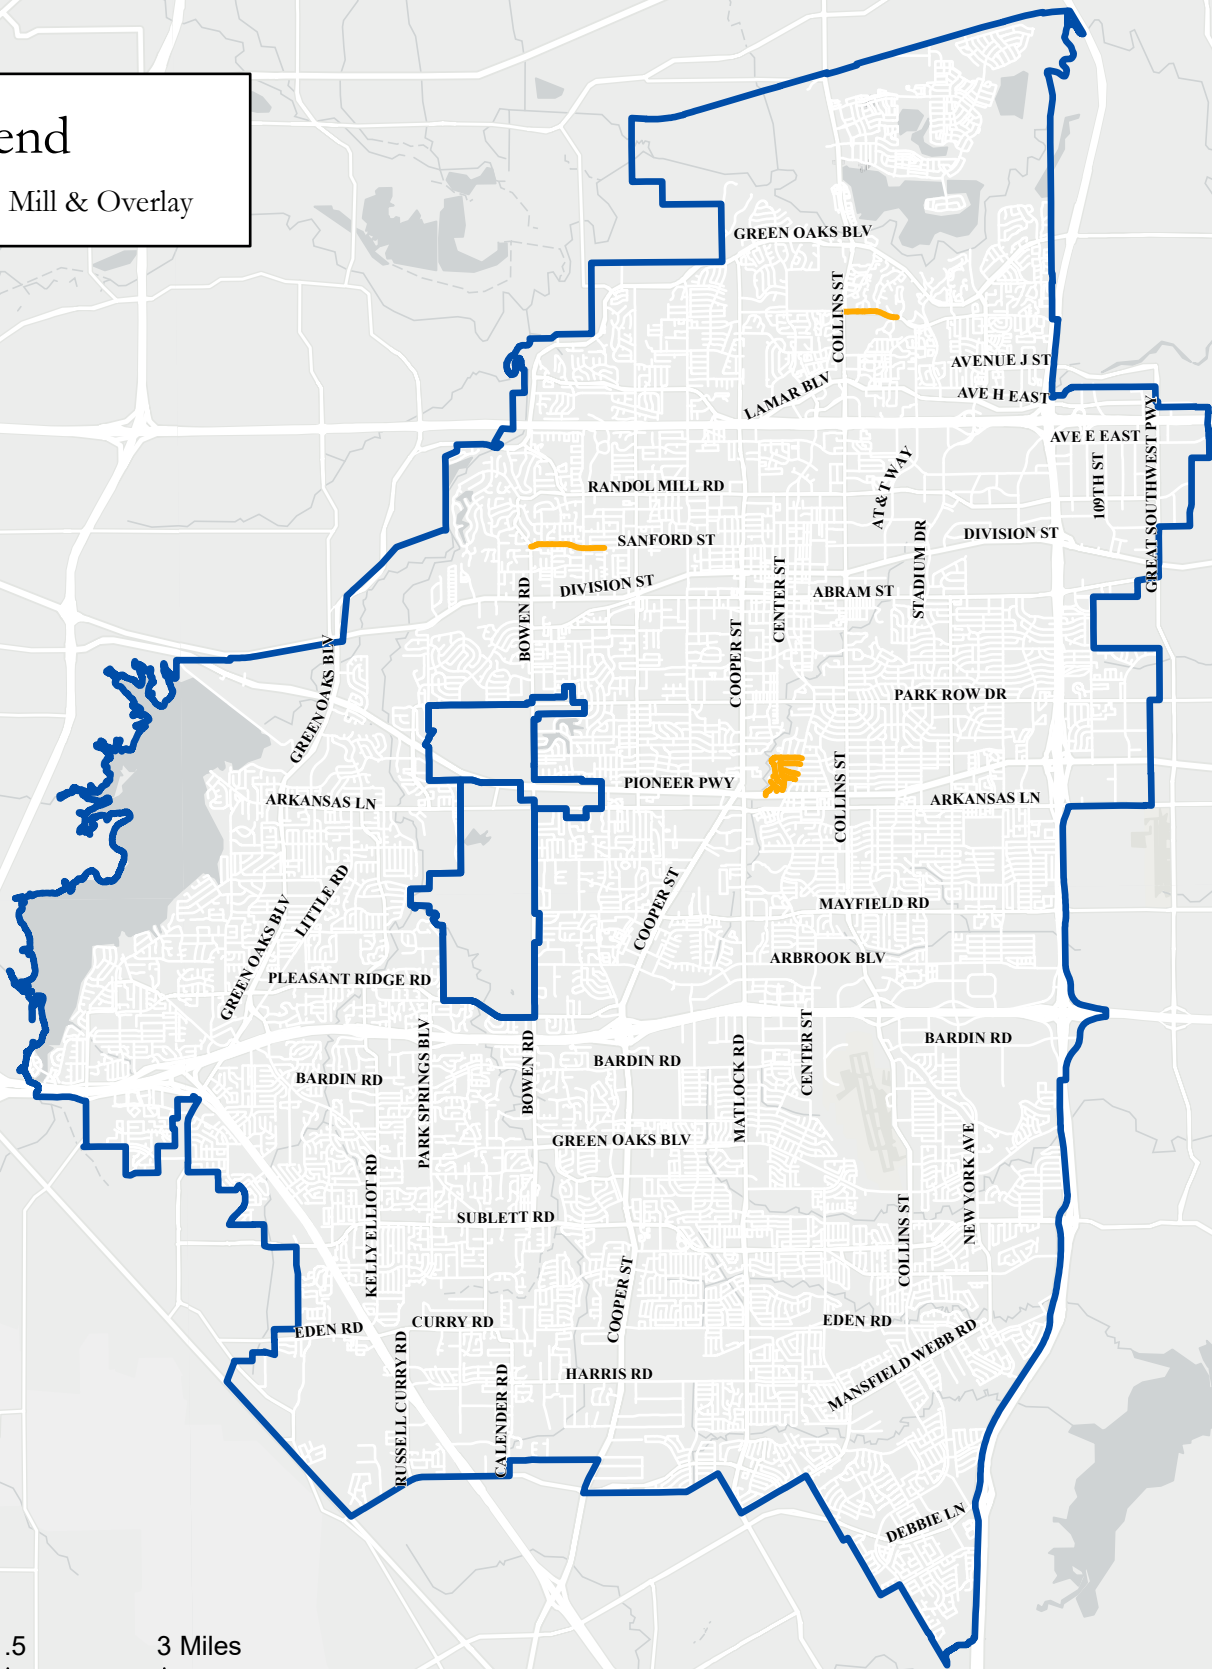 end
Mill & Overlay
GREEN OAKS BLV
COLLINS ST
AVENUE J ST
LAMAR BLV
AVE H EAST
AVE E EAST
GREAT SOUTHWEST PWY
109TH ST
RANDOL MILL RD
AT&T WAY
SANFORD ST
DIVISION ST
STADIUM DR
DIVISION ST
CENTER ST
ABRAM ST
BOWEN RD
COOPER ST
GREEN OAKS BLV
PARK ROW DR
PIONEER PWY
COLLINS ST
ARKANSAS LN
ARKANSAS LN
LITTLE RD
COOPER ST
MAYFIELD RD
GREEN OAKS BLV
ARBROOK BLV
PLEASANT RIDGE RD
CENTER ST
BARDIN RD
PARK SPRINGS BLV
BOWEN RD
BARDIN RD
MATLOCK RD
BARDIN RD
GREEN OAKS BLV
NEW YORK AVE
KELLY ELLIOT RD
COLLINS ST
SUBLETT RD
COOPER ST
EDEN RD
CURRY RD
EDEN RD
MANSFIELD WEBB RD
RUSSELL CURRY RD
CALENDER RD
HARRIS RD
DEBBIE LN
.5
3 Miles